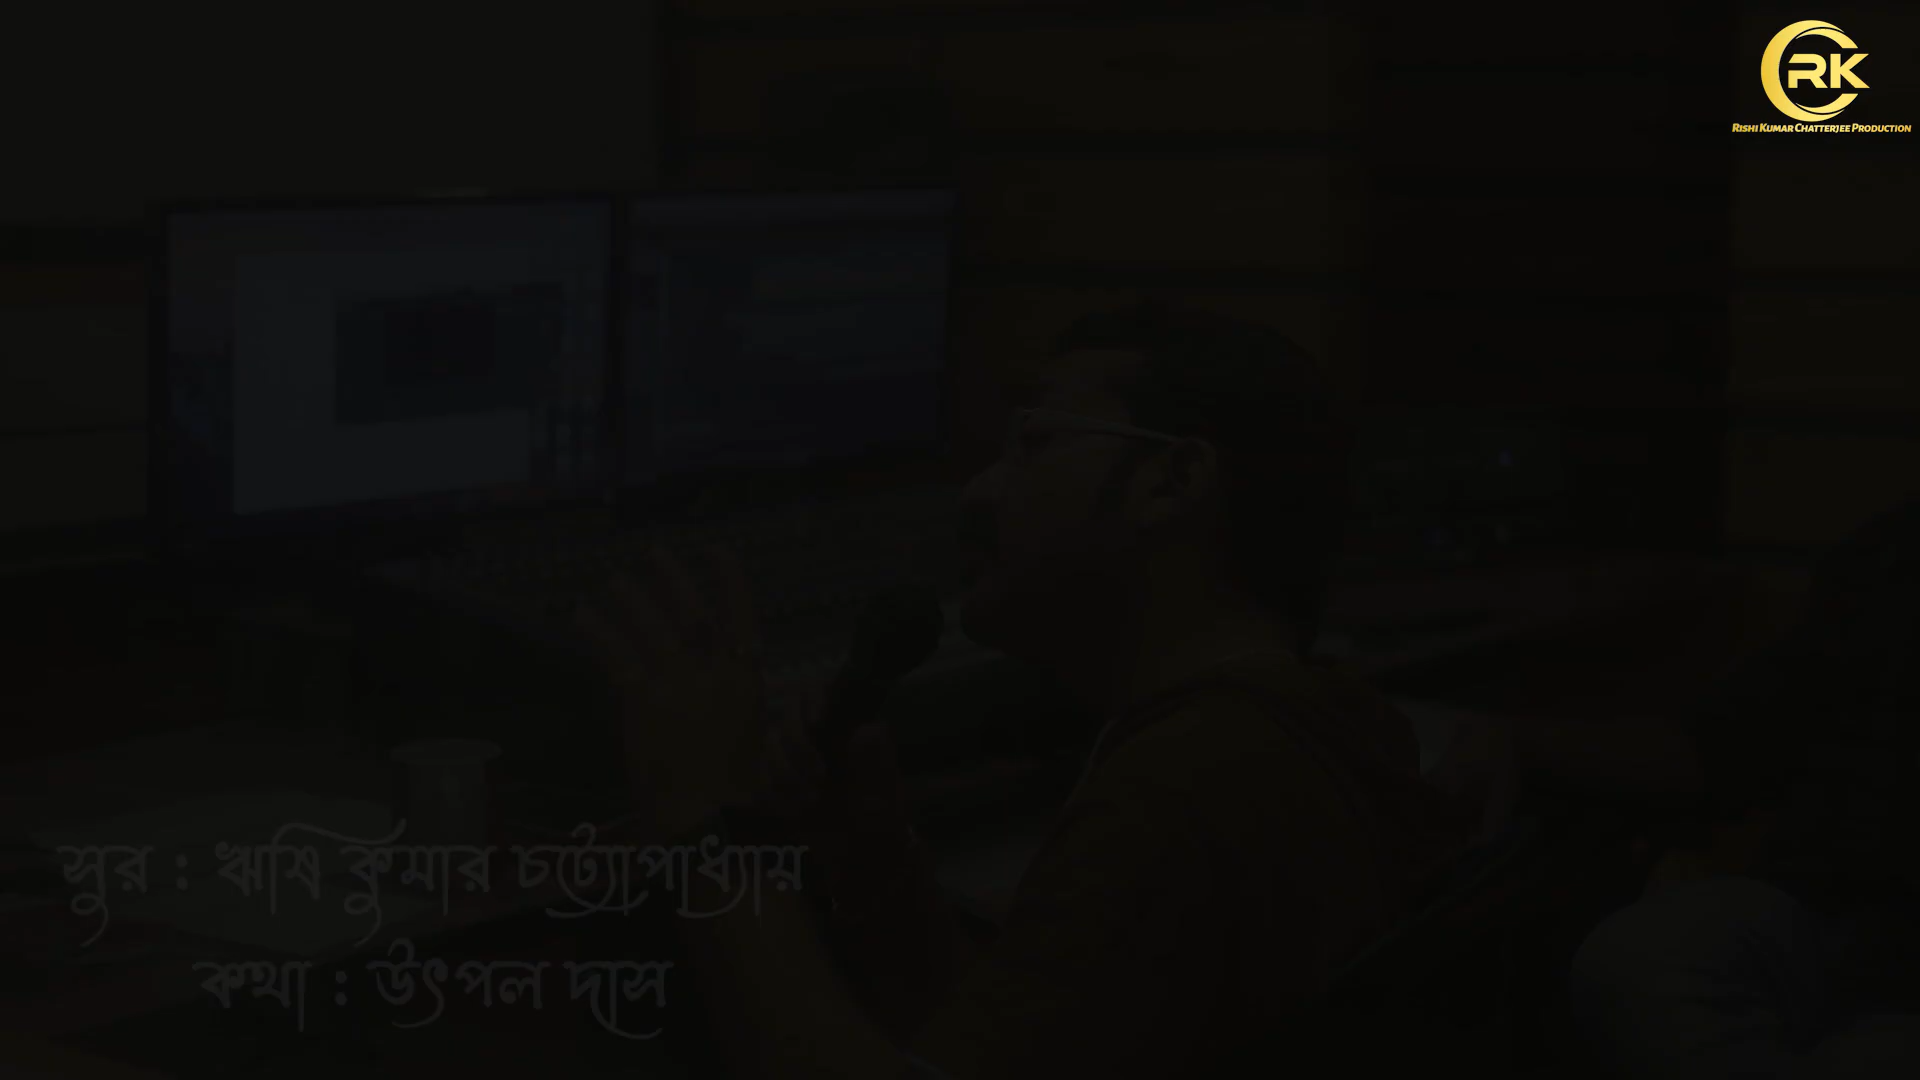 RK
RISHI KUMAR CHATTERJEE PRODUCTION
সুর : ঋষি কুমার চট্যোপাধ্যায়
কথা : উৎপল দাস